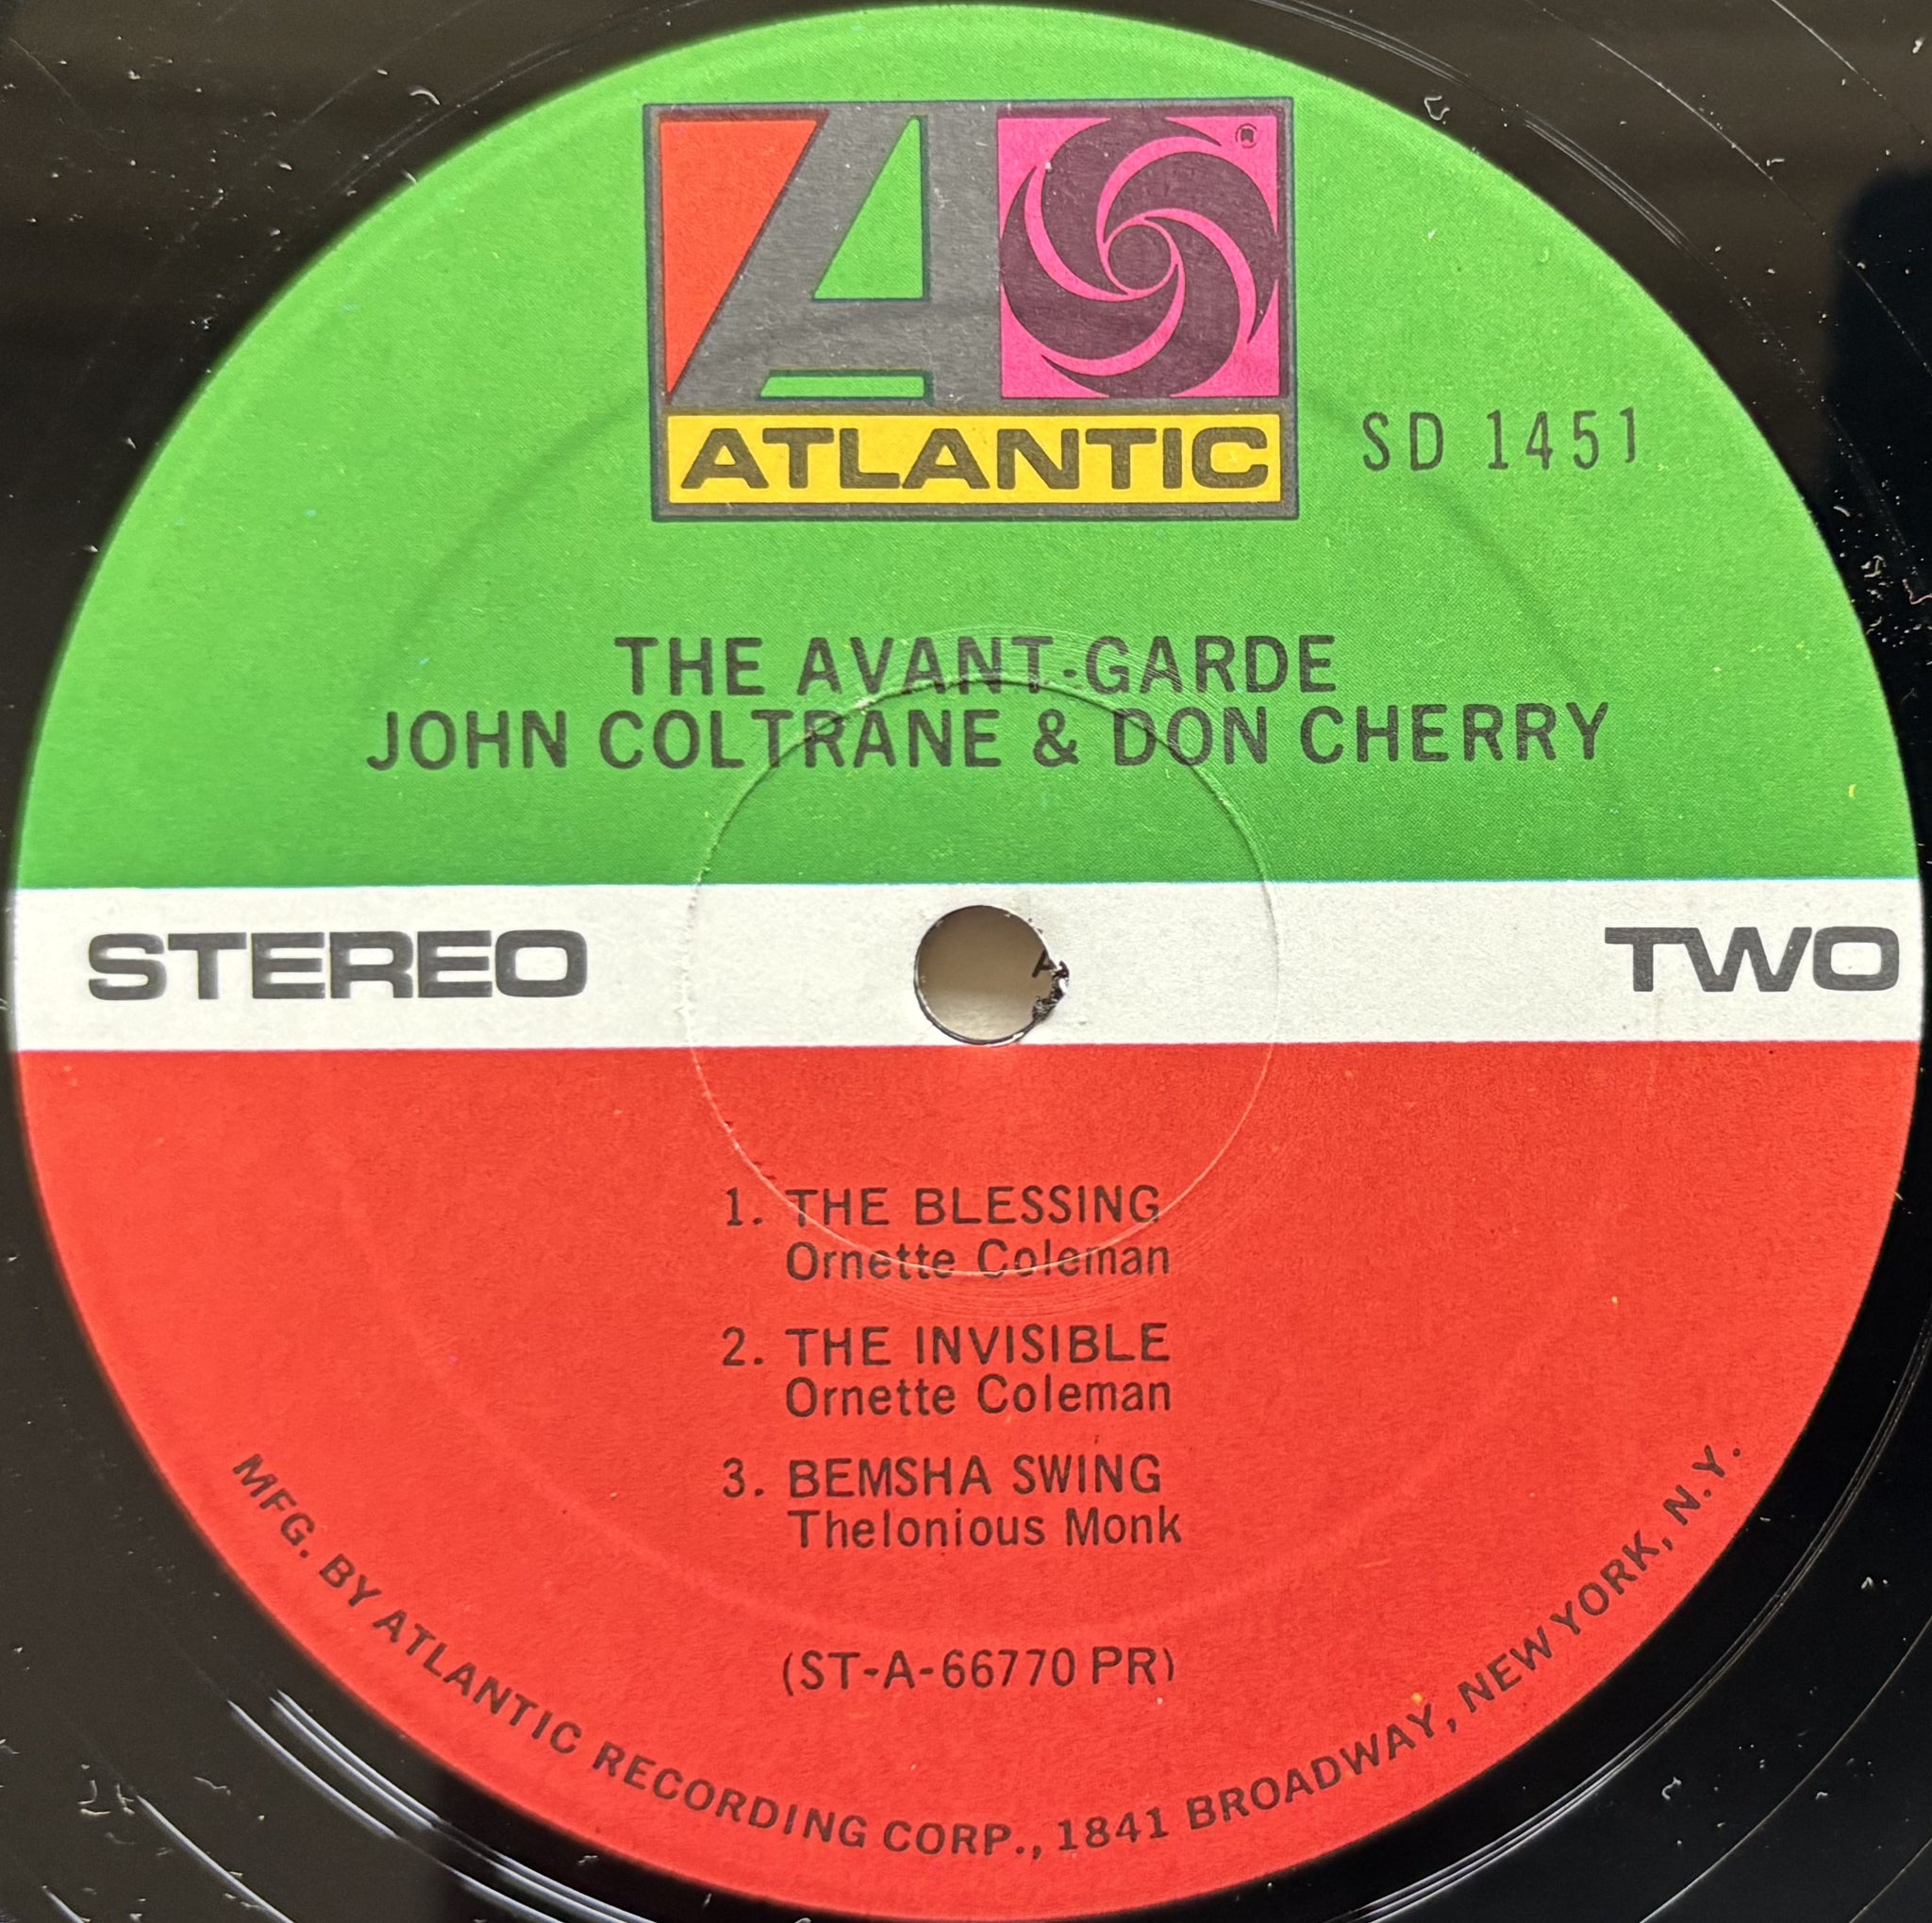 ®
ATLANTIC
SD 1451
THE AVANT-GARDE
JOHN COLTRANE & DON CHERRY
STEREO
TWO
1. THE BLESSING
Ornette Coleman
2. THE INVISIBLE
Ornette Coleman
3. BEMSHA SWING
Thelonious Monk
(ST-A-66770 PR)
MFG. BY ATLANTIC RECORDING CORP., 1841 BROADWAY, NEW YORK, N.Y.